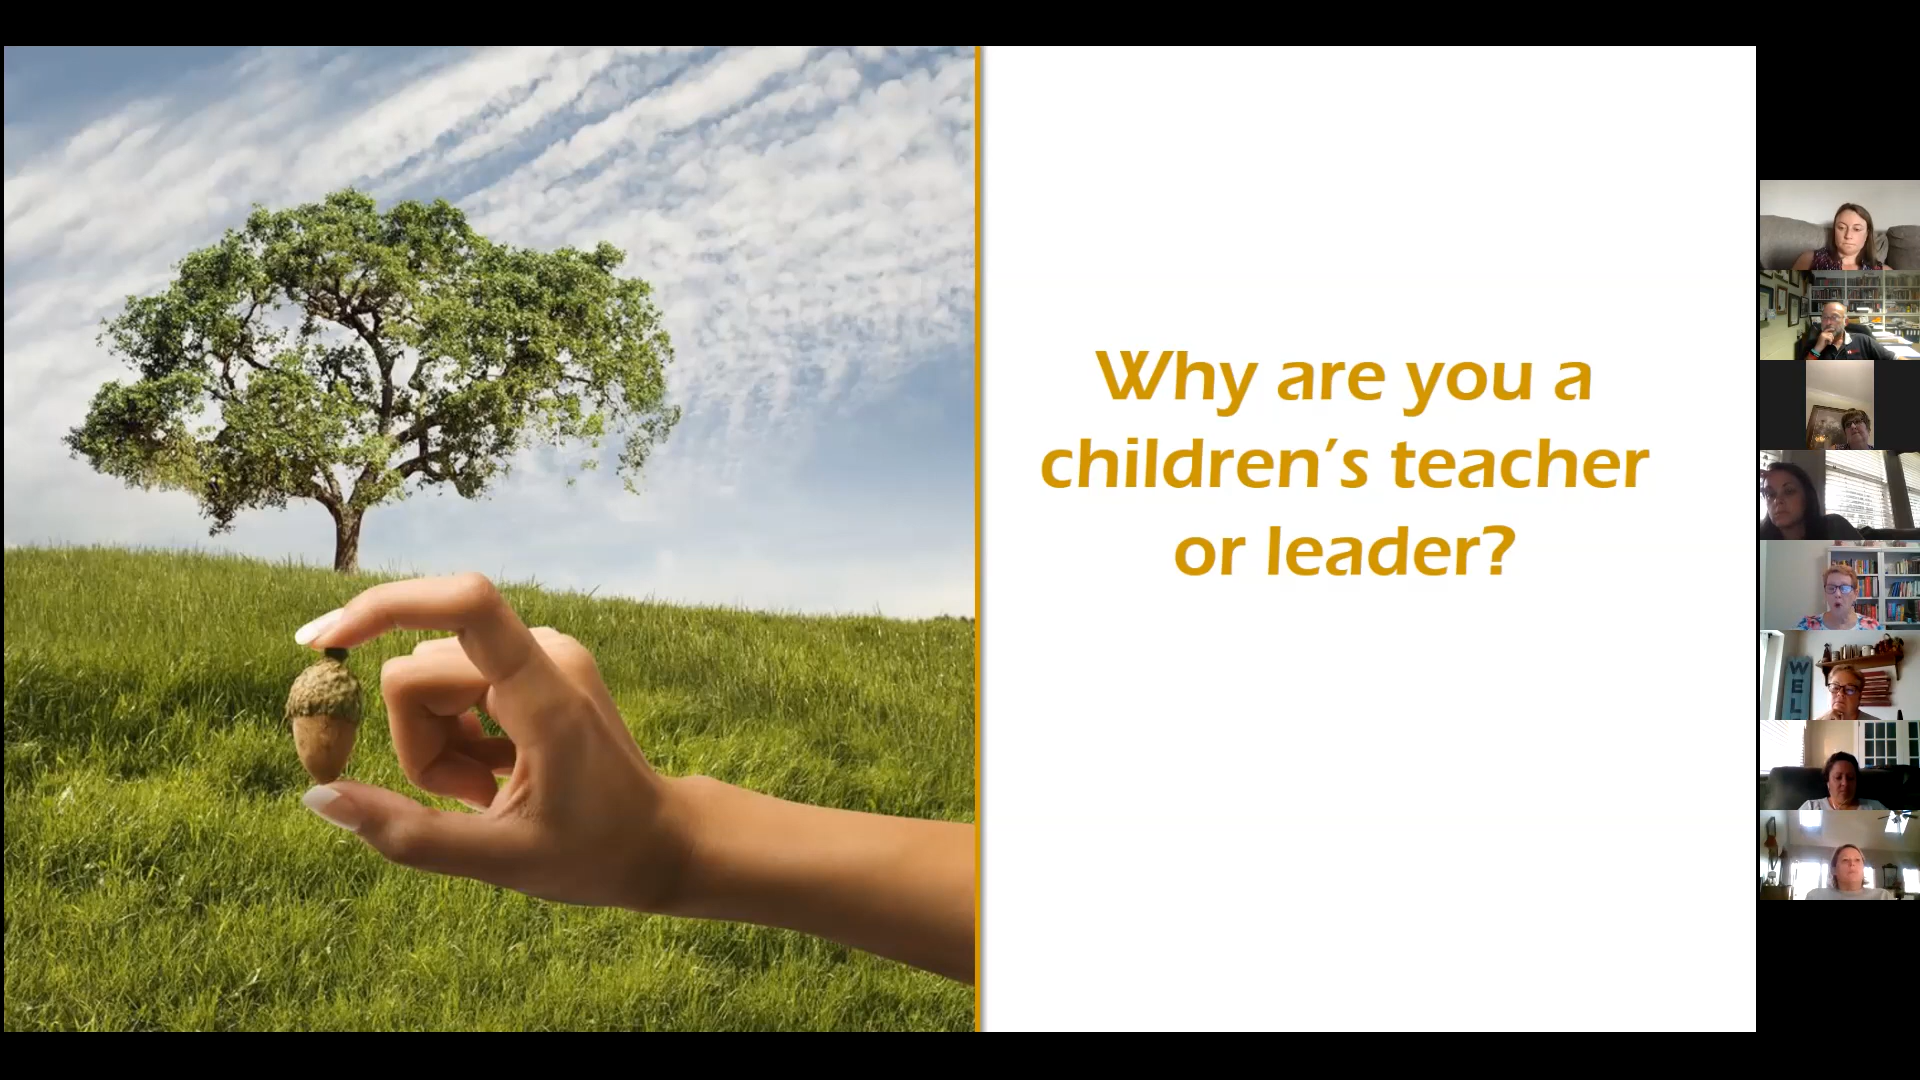 Why are you a
children's teacher
or leader?
W
E
L